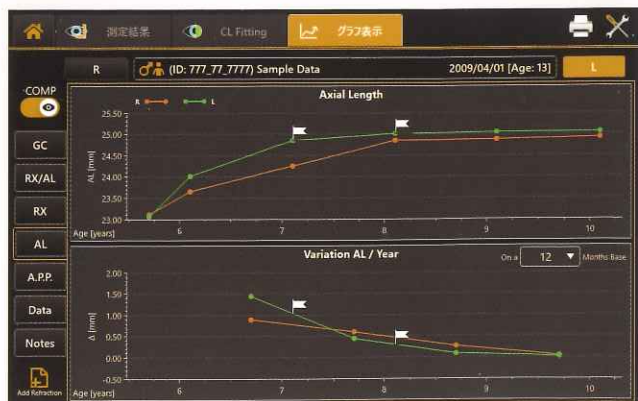 測定結果
CL Fitting
グラフ表示
R
(ID: 777_77_7777) Sample Data
2009/04/01 [Age: 13]
L
COMP
GC
RX/AL
RX
AL
A.P.P.
Data
Notes
Add Refraction
Axial Length
R
L
25.50
25.00
24.50
24.00
23.50
23.00
AL [mm]
Age [years]
6
7
8
9
10
Variation AL / Year
On a
12
Months Base
2.00
1.50
1.00
0.50
0.00
-0.50
Δ [mm]
Age [years]
6
7
8
9
10